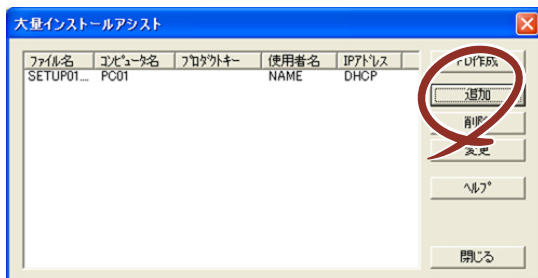 大量インストールアシスト
ファイル名 コンピュータ名 プロダクトキー 使用者名 IPアドレス
SETUP01... PC01 NAME DHCP
FD作成
追加
削除
変更
ヘルプ
閉じる